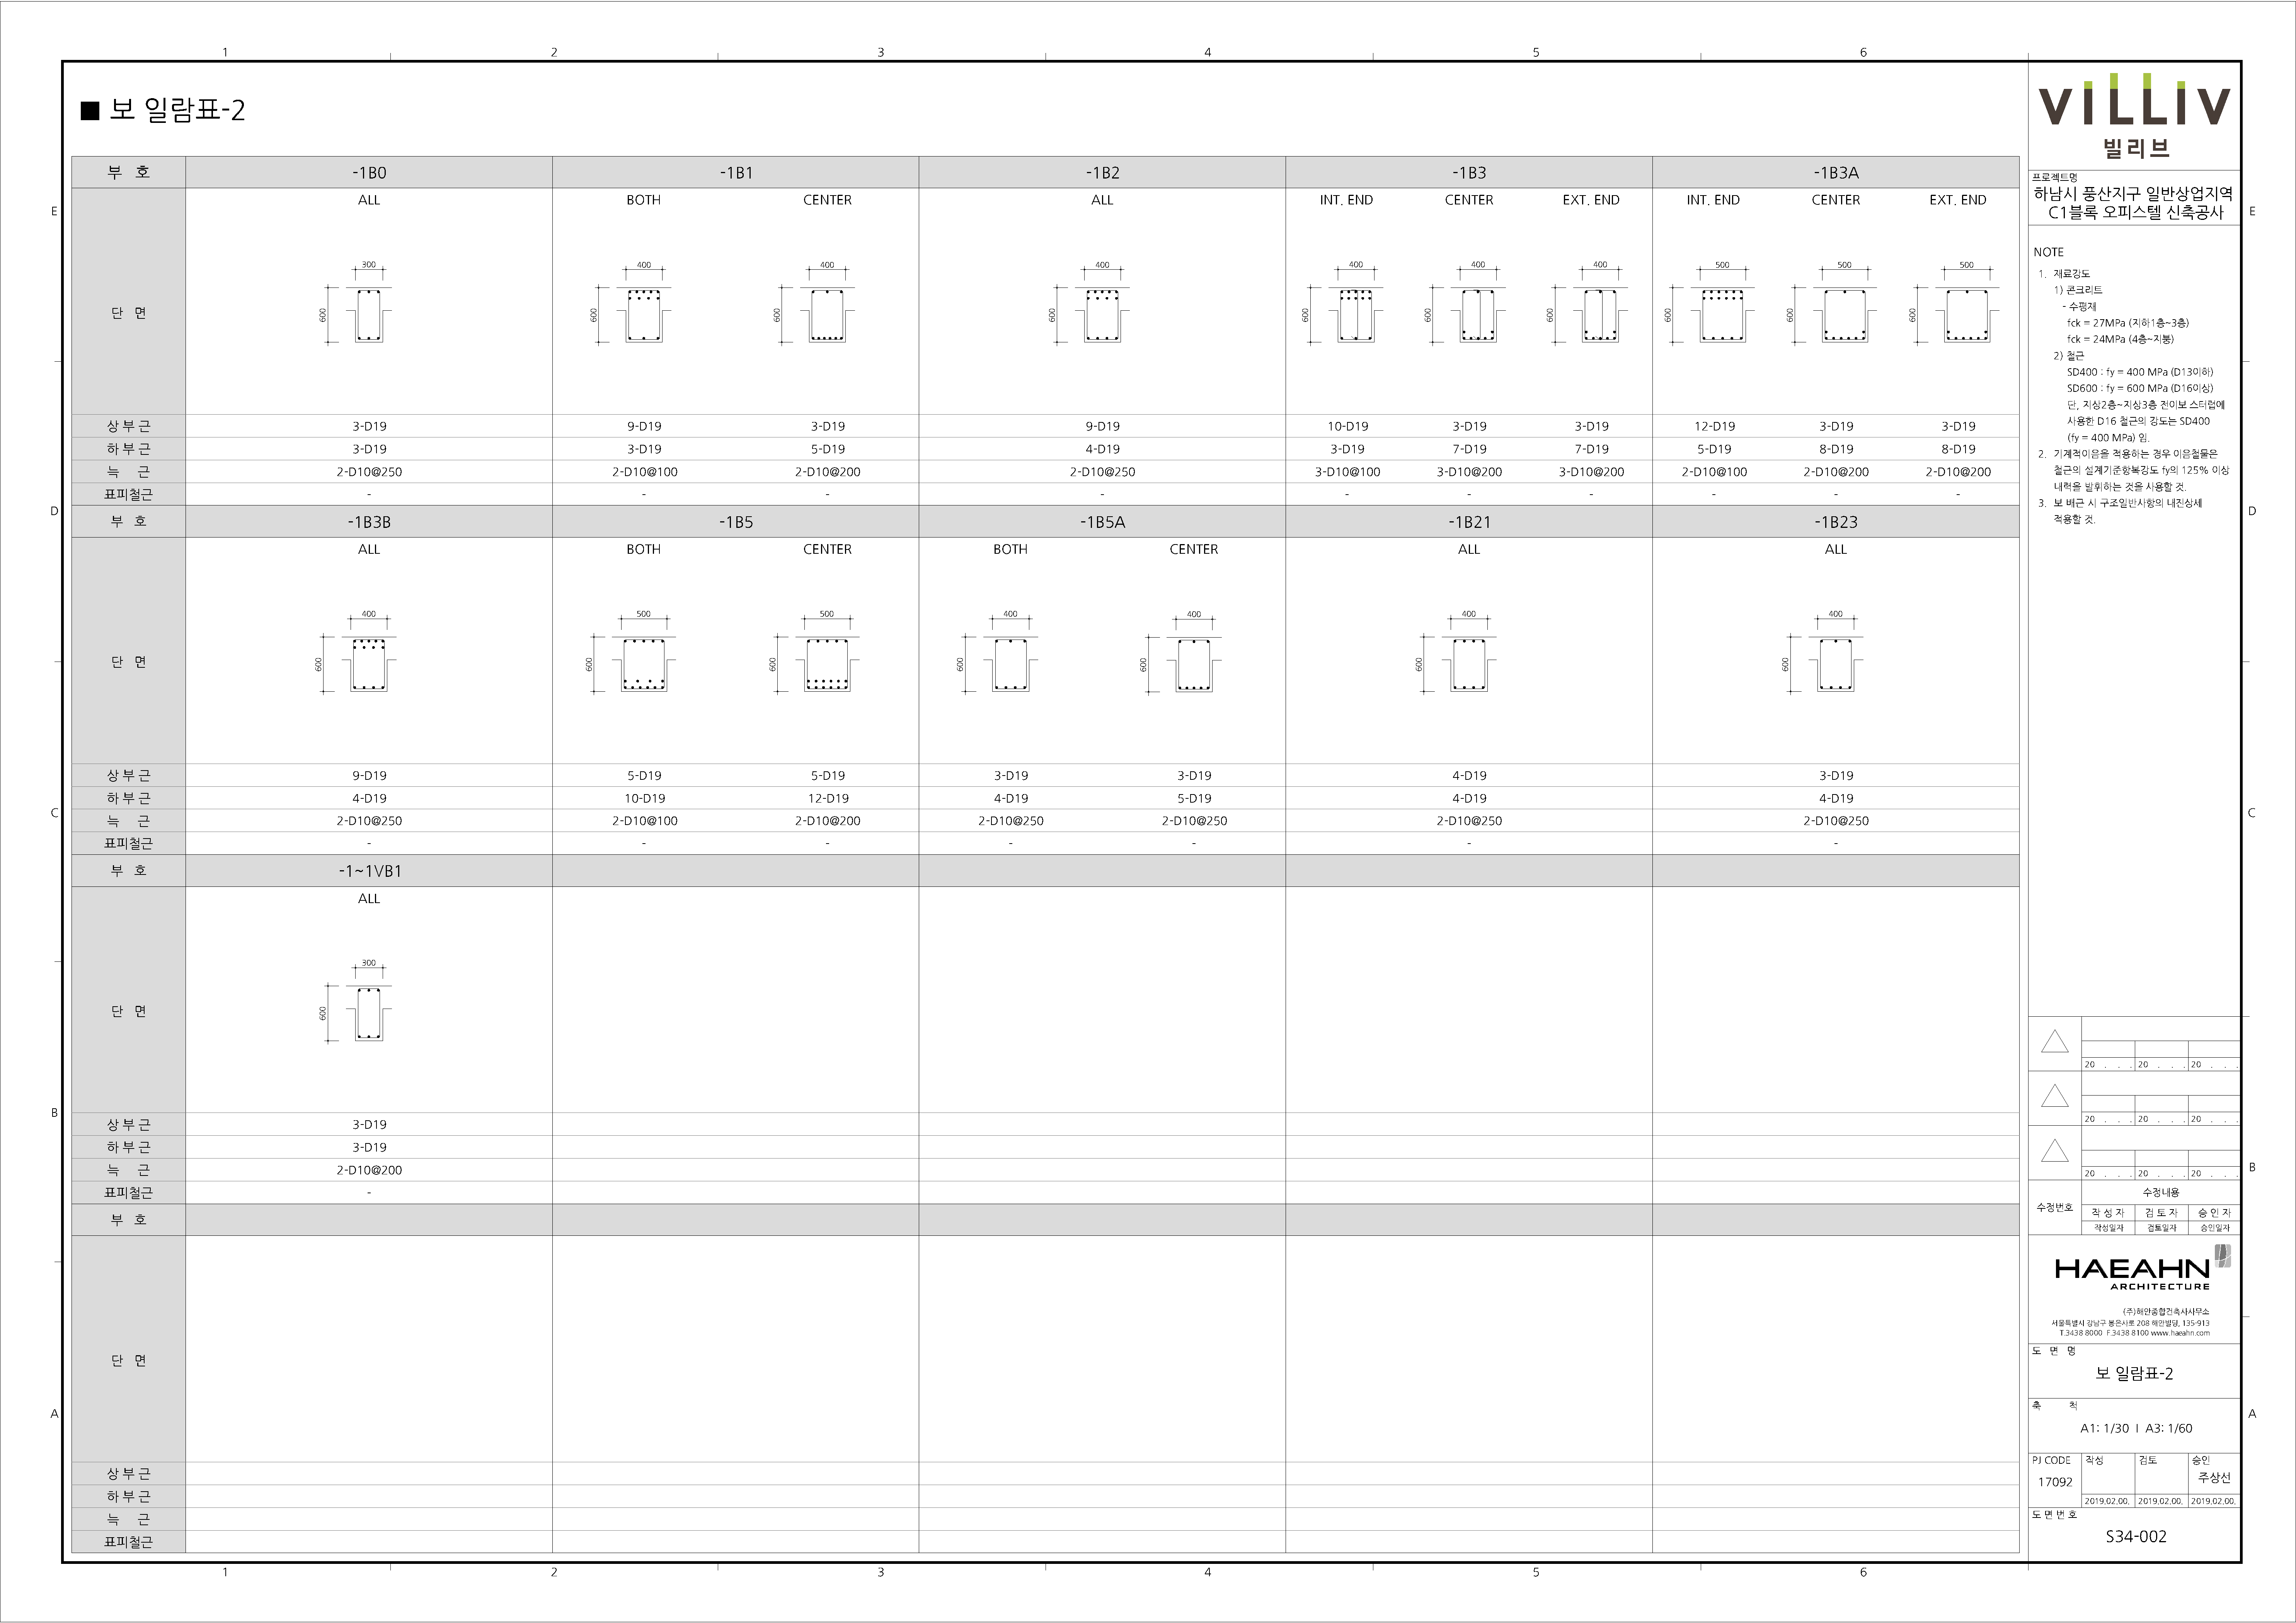 1 2 3 4 5 6
■ 보 일람표-2
부 호 -1B0 -1B1 -1B2 -1B3 -1B3A
ALL BOTH CENTER ALL INT. END CENTER EXT. END INT. END CENTER EXT. END
E E
300 400 400 400 400 400 400 500 500 500
단 면 600 600 600 600 600 600 600 600 600 600
상부근 3-D19 9-D19 3-D19 9-D19 10-D19 3-D19 3-D19 12-D19 3-D19 3-D19
하부근 3-D19 3-D19 5-D19 4-D19 3-D19 7-D19 7-D19 5-D19 8-D19 8-D19
늑 근 2-D10@250 2-D10@100 2-D10@200 2-D10@250 3-D10@100 3-D10@200 3-D10@200 2-D10@100 2-D10@200 2-D10@200
표피철근 - - - - - - - - - -
D D
부 호 -1B3B -1B5 -1B5A -1B21 -1B23
ALL BOTH CENTER BOTH CENTER ALL ALL
400 500 500 400 400 400 400
단 면 600 600 600 600 600 600 600
상부근 9-D19 5-D19 5-D19 3-D19 3-D19 4-D19 3-D19
하부근 4-D19 10-D19 12-D19 4-D19 5-D19 4-D19 4-D19
C C
늑 근 2-D10@250 2-D10@100 2-D10@200 2-D10@250 2-D10@250 2-D10@250 2-D10@250
표피철근 - - - - - - -
부 호 -1~1VB1
ALL
300
단 면 600
B B
상부근 3-D19
하부근 3-D19
늑 근 2-D10@200
표피철근 -
부 호
단 면
A A
상부근
하부근
늑 근
표피철근
1 2 3 4 5 6
VILLIV
빌리브
프로젝트명
하남시 풍산지구 일반상업지역
C1블록 오피스텔 신축공사
NOTE
1. 재료강도
1) 콘크리트
- 수평재
fck = 27MPa (지하1층~3층)
fck = 24MPa (4층~지붕)
2) 철근
SD400 : fy = 400 MPa (D13이하)
SD600 : fy = 600 MPa (D16이상)
단, 지상2층~지상3층 전이보 스터럽에
사용한 D16 철근의 강도는 SD400
(fy = 400 MPa) 임.
2. 기계적이음을 적용하는 경우 이음철물은
철근의 설계기준항복강도 fy의 125% 이상
내력을 발휘하는 것을 사용할 것.
3. 보 배근 시 구조일반사항의 내진상세
적용할 것.
20 . . . 20 . . . 20 . . .
20 . . . 20 . . . 20 . . .
20 . . . 20 . . . 20 . . .
수정번호 수정내용
작성자 검토자 승인자
작성일자 검토일자 승인일자
HAEAHN
ARCHITECTURE
(주)해안종합건축사사무소
서울특별시 강남구 봉은사로 208 해안빌딩, 135-913
T.3438 8000 F.3438 8100 www.haeahn.com
도 면 명
보 일람표-2
축 척
A1: 1/30 I A3: 1/60
PJ CODE 작성 검토 승인
17092 주상선
2019.02.00. 2019.02.00. 2019.02.00.
도면번호
S34-002